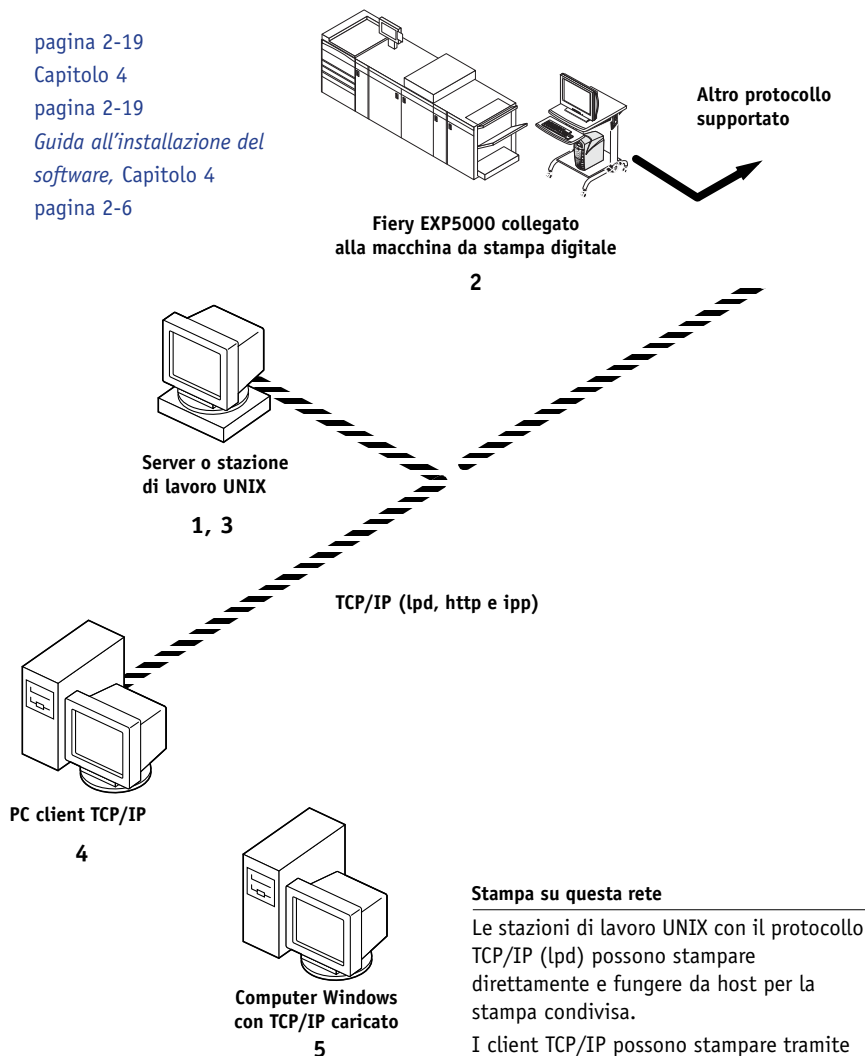 pagina 2-19
Capitolo 4
pagina 2-19
Guida all'installazione del
software, Capitolo 4
pagina 2-6
Altro protocollo
supportato
Fiery EXP5000 collegato
alla macchina da stampa digitale
2
Server o stazione
di lavoro UNIX
1, 3
TCP/IP (lpd, http e ipp)
PC client TCP/IP
4
Computer Windows
con TCP/IP caricato
5
Stampa su questa rete
Le stazioni di lavoro UNIX con il protocollo
TCP/IP (lpd) possono stampare
direttamente e fungere da host per la
stampa condivisa.
I client TCP/IP possono stampare tramite